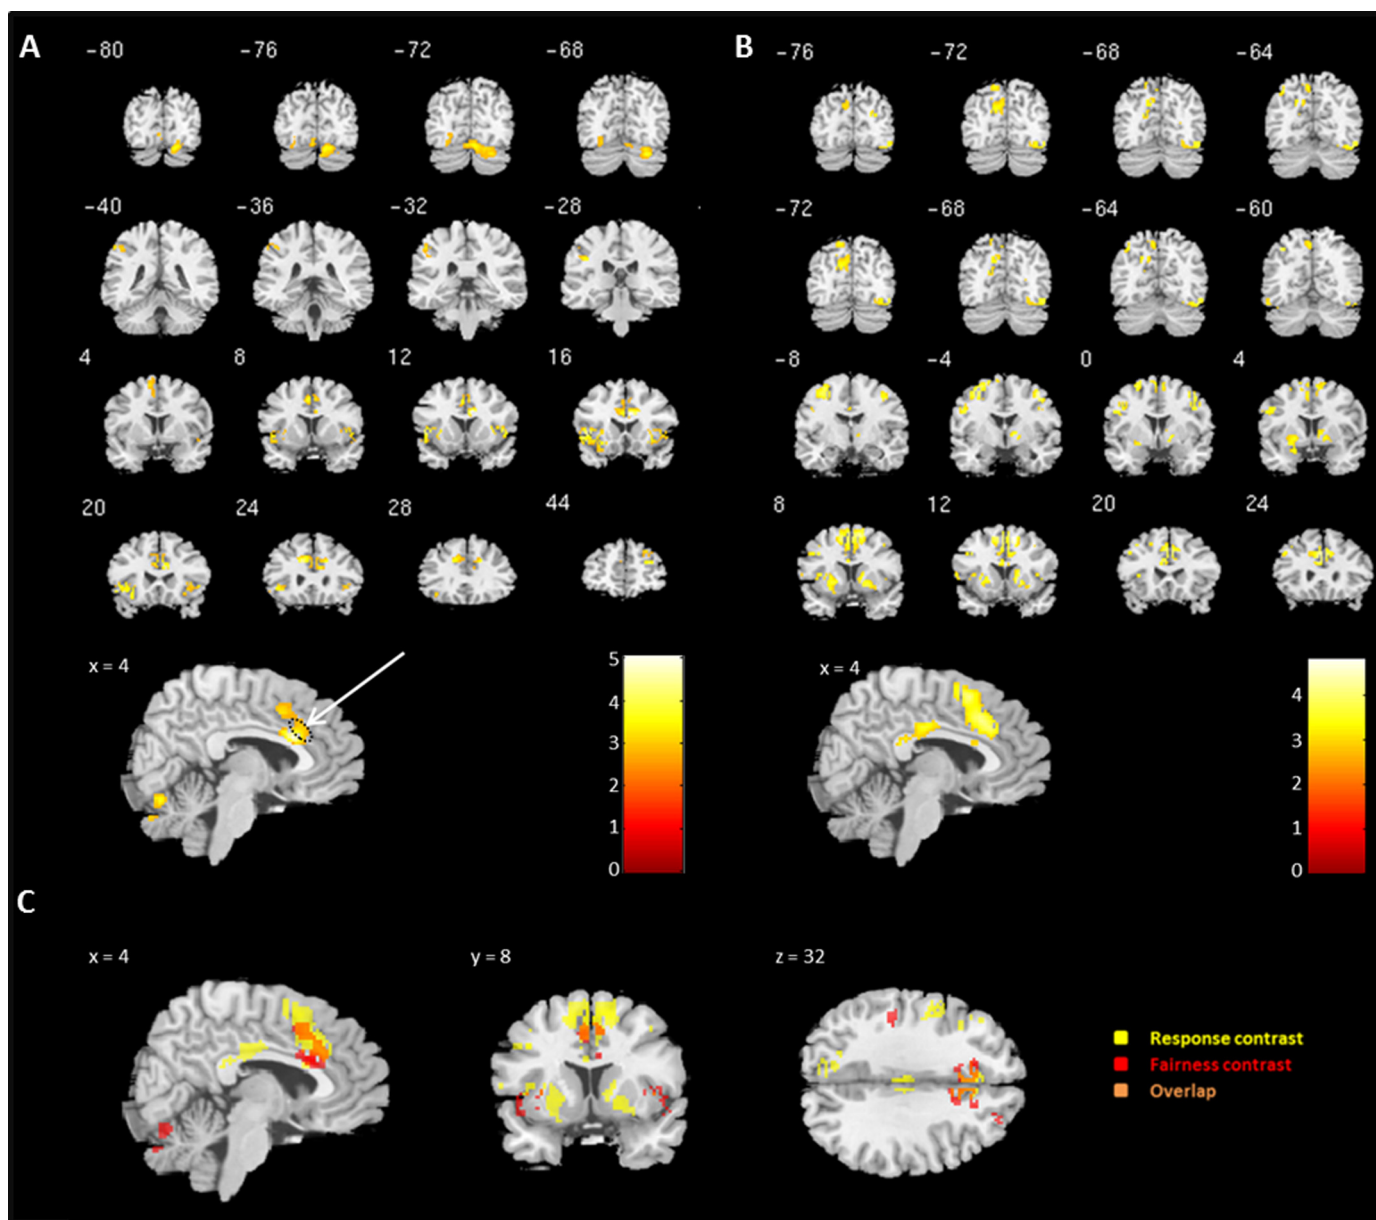 A
-80 -76 -72 -68
-40 -36 -32 -28
4 8 12 16
20 24 28 44
x = 4
5
4
3
2
1
0
B
-76 -72 -68 -64
-72 -68 -64 -60
-8 -4 0 4
8 12 20 24
x = 4
4
3
2
1
0
C
x = 4 y = 8 z = 32
Response contrast
Fairness contrast
Overlap